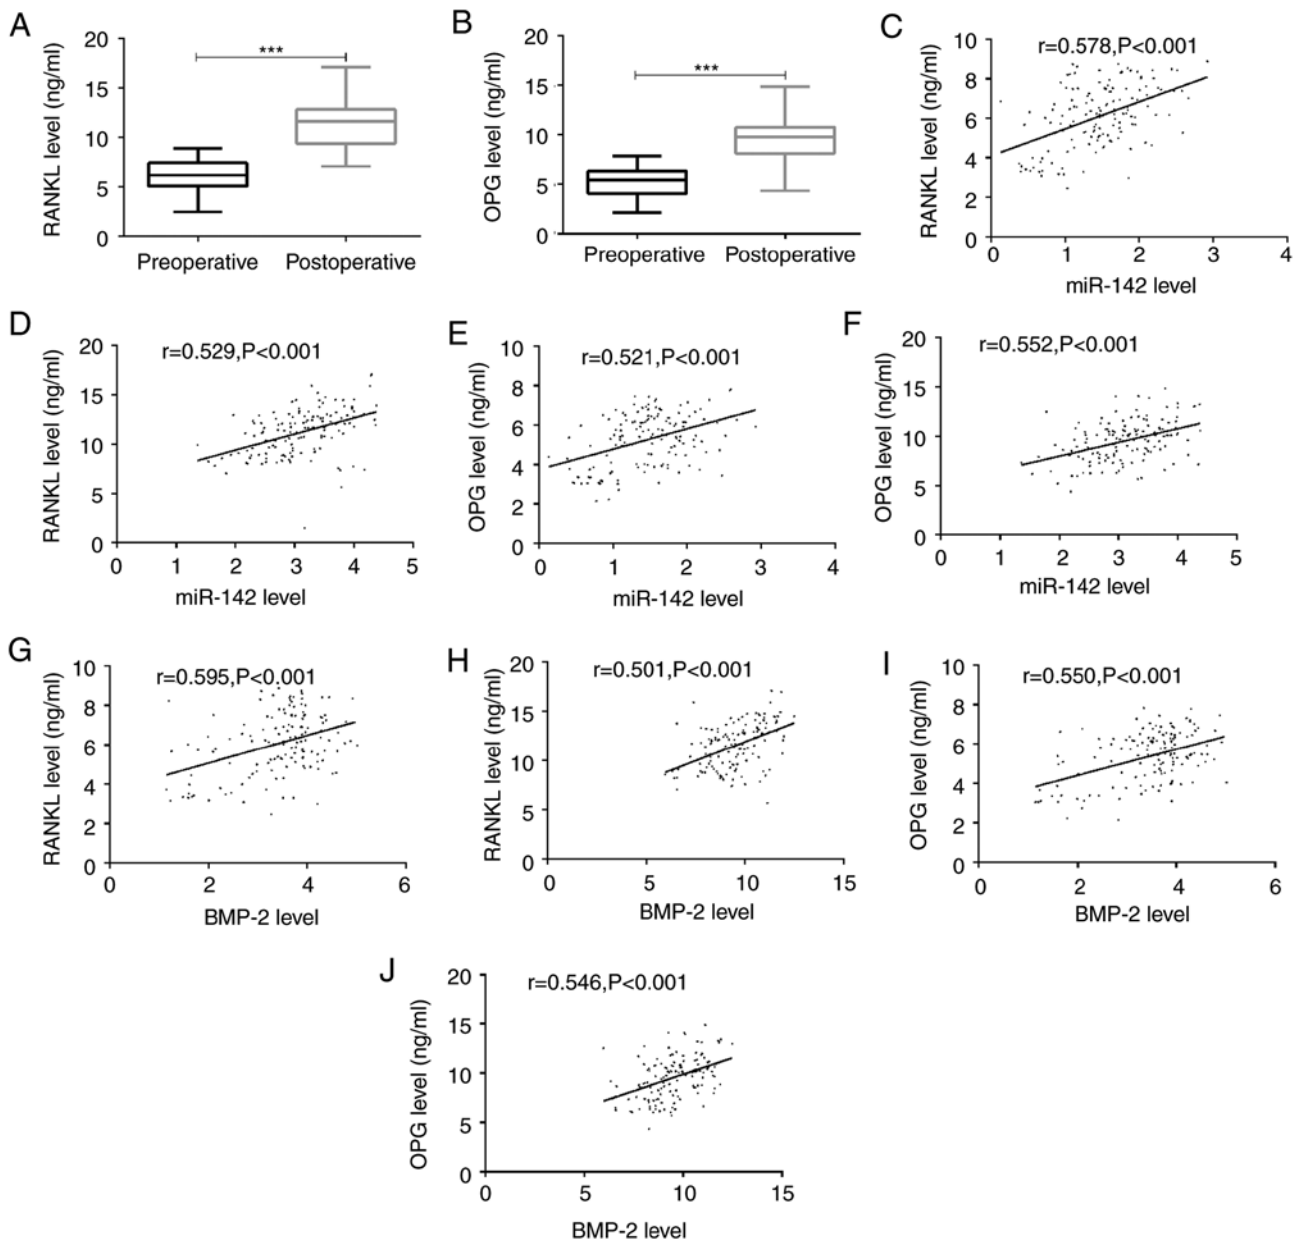 A
RANKL level (ng/ml)
20
15
10
5
0
***
Preoperative
Postoperative
B
OPG level (ng/ml)
20
15
10
5
0
***
Preoperative
Postoperative
C
RANKL level (ng/ml)
10
8
6
4
2
0
r=0.578,P<0.001
0
1
2
3
4
miR-142 level
D
RANKL level (ng/ml)
20
15
10
5
0
r=0.529,P<0.001
0
1
2
3
4
5
miR-142 level
E
OPG level (ng/ml)
10
8
6
4
2
0
r=0.521,P<0.001
0
1
2
3
4
miR-142 level
F
OPG level (ng/ml)
20
15
10
5
0
r=0.552,P<0.001
0
1
2
3
4
5
miR-142 level
G
RANKL level (ng/ml)
10
8
6
4
2
0
r=0.595,P<0.001
0
2
4
6
BMP-2 level
H
RANKL level (ng/ml)
20
15
10
5
0
r=0.501,P<0.001
0
5
10
15
BMP-2 level
I
OPG level (ng/ml)
10
8
6
4
2
0
r=0.550,P<0.001
0
2
4
6
BMP-2 level
J
OPG level (ng/ml)
20
15
10
5
0
r=0.546,P<0.001
0
5
10
15
BMP-2 level